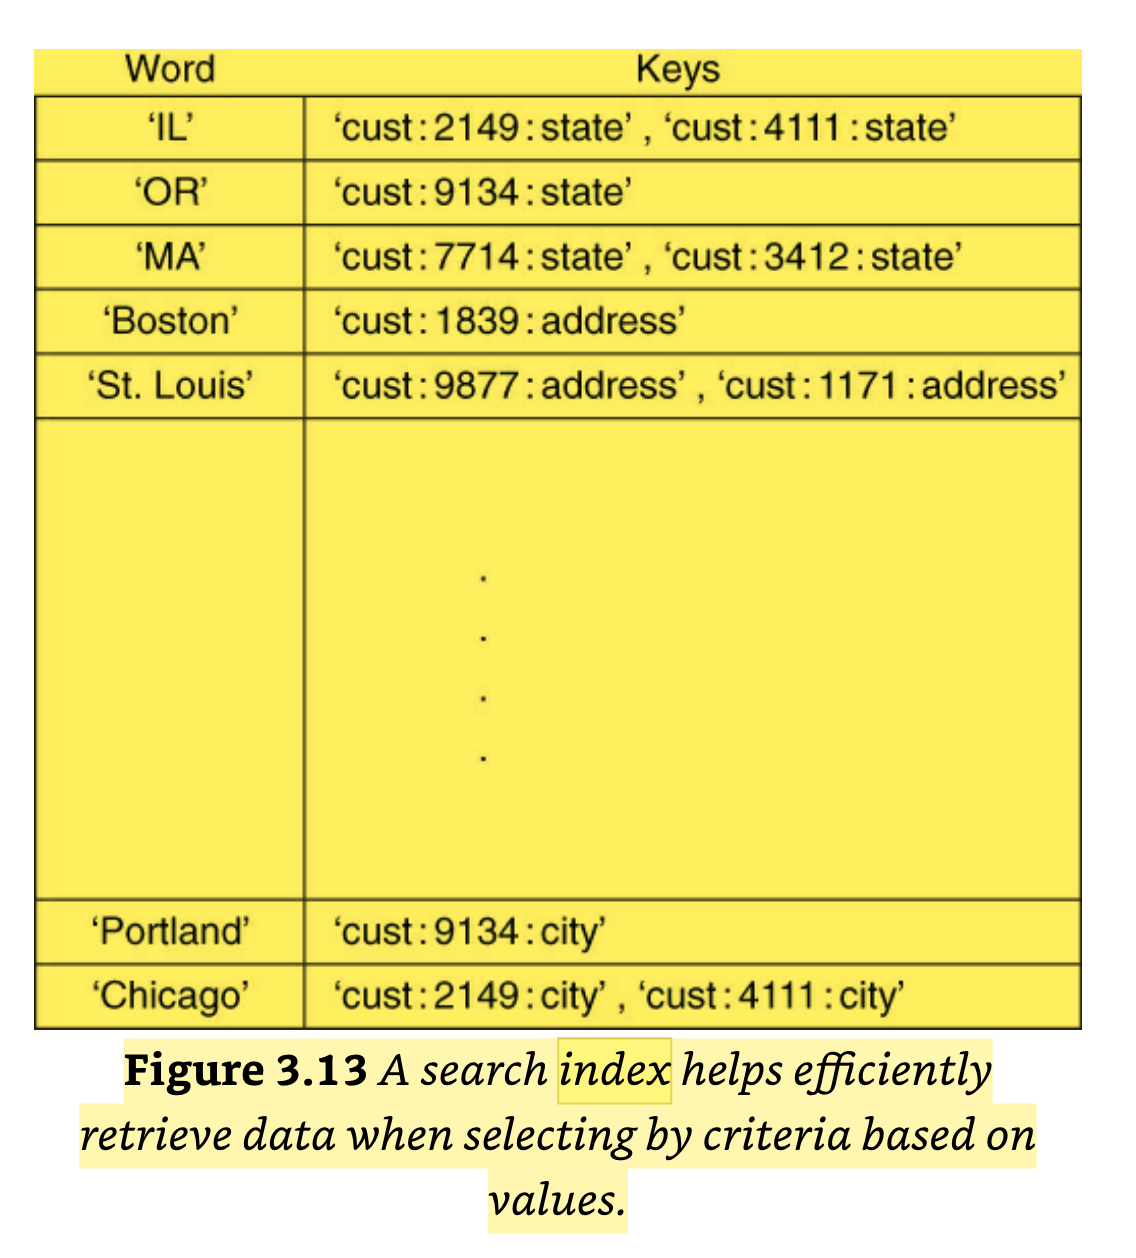 Word Keys
‘IL’ ‘cust:2149:state’ , ‘cust:4111:state’
‘OR’ ‘cust:9134:state’
‘MA’ ‘cust:7714:state’ , ‘cust:3412:state’
‘Boston’ ‘cust:1839:address’
‘St. Louis’ ‘cust:9877:address’ , ‘cust:1171:address’
.
.
.
.
‘Portland’ ‘cust:9134:city’
‘Chicago’ ‘cust:2149:city’ , ‘cust:4111:city’
Figure 3.13 A search index helps efficiently
retrieve data when selecting by criteria based on
values.